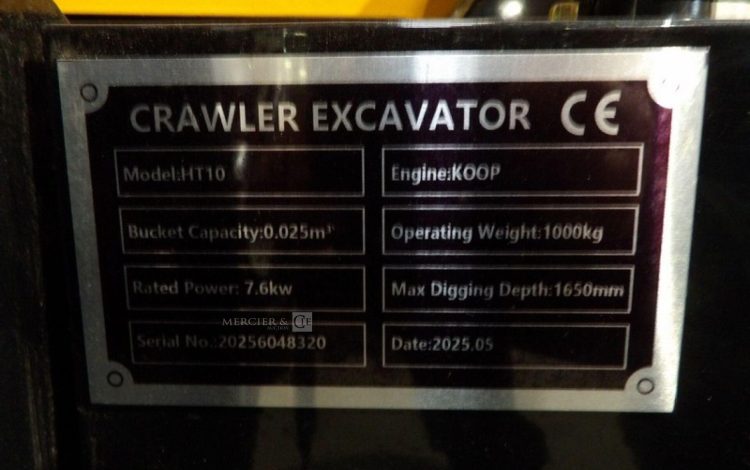 CRAWLER EXCAVATOR CE
Model:HT10
Engine:KOOP
Bucket Capacity:0.025m³
Operating Weight:1000kg
Rated Power: 7.6kw
Max Digging Depth:1650mm
MERCIER & CIE
AUCTION
Serial No.:20256048320
Date:2025.05